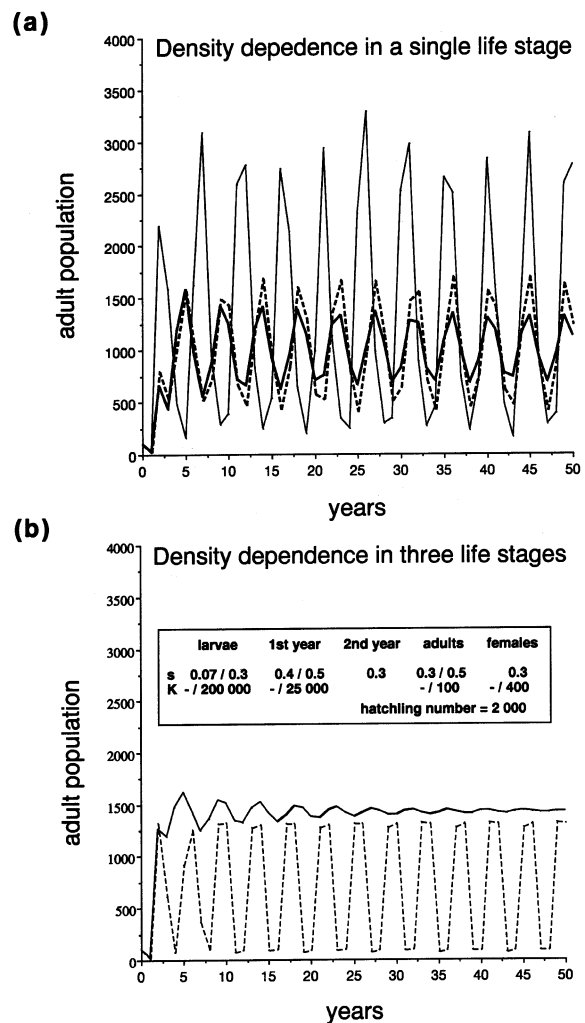 (a)
Density depedence in a single life stage
4000
3500
3000
2500
2000
1500
1000
500
0
adult population
0 5 10 15 20 25 30 35 40 45 50
years
(b)
Density dependence in three life stages
4000
3500
3000
2500
2000
1500
1000
500
0
adult population
larvae 1st year 2nd year adults females
s 0.07 / 0.3 0.4 / 0.5 0.3 0.3 / 0.5 0.3
K - / 200 000 - / 25 000 - / 100 - / 400
hatchling number = 2 000
0 5 10 15 20 25 30 35 40 45 50
years